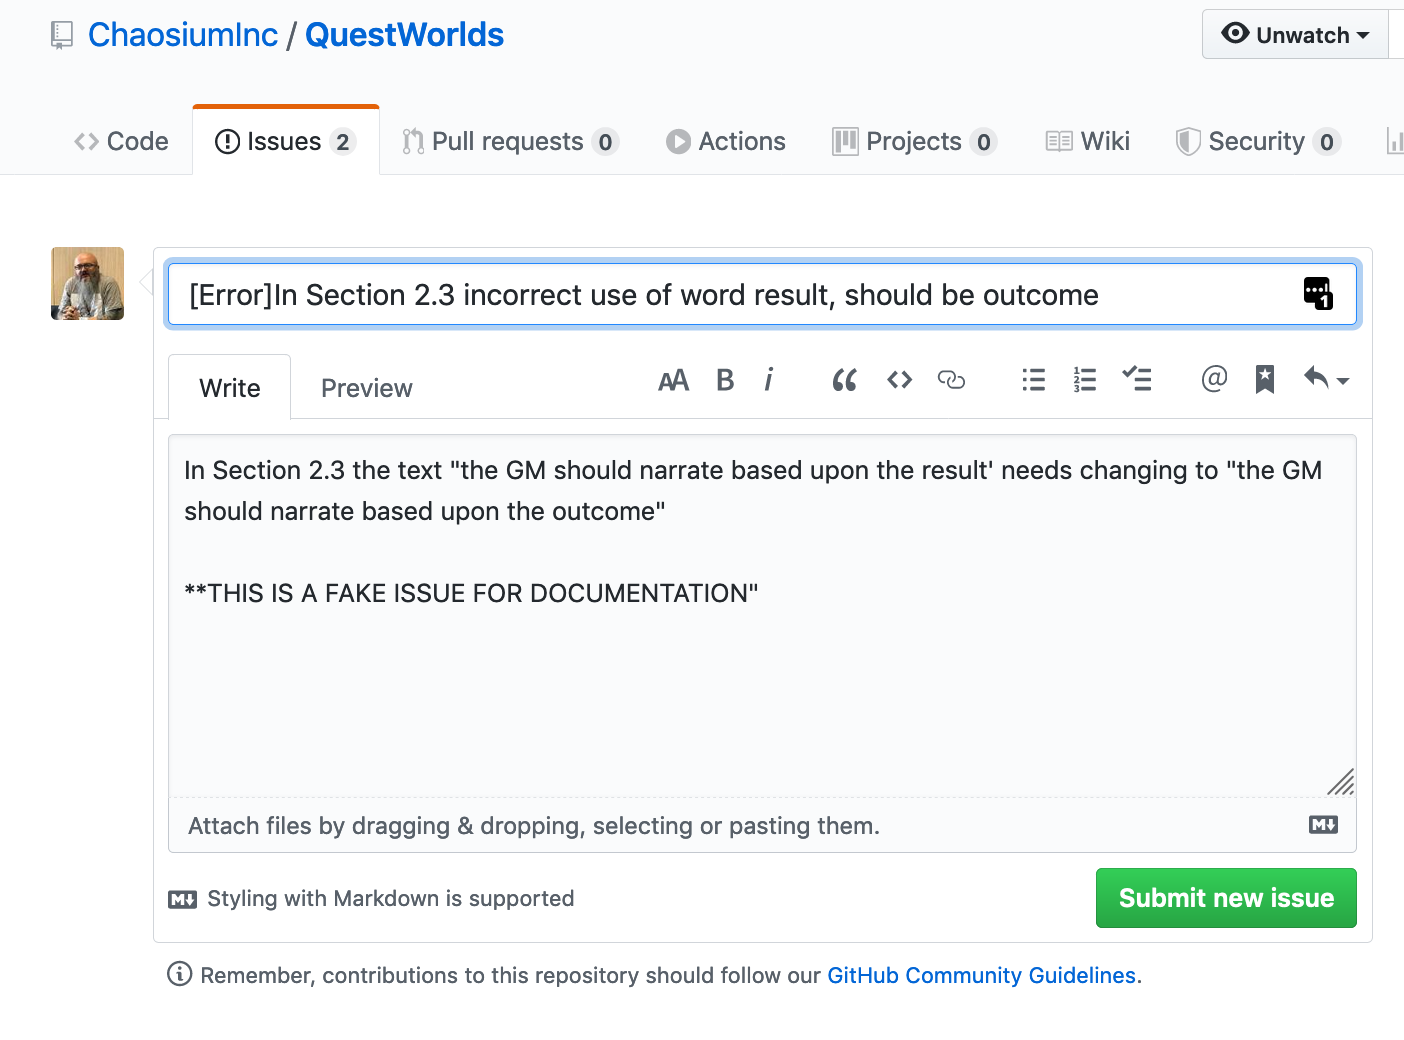 ChaosiumInc / QuestWorlds
Unwatch
Code
Issues 2
Pull requests 0
Actions
Projects 0
Wiki
Security 0
[Error]In Section 2.3 incorrect use of word result, should be outcome
1
Write
Preview
AA B i “ <> @
In Section 2.3 the text "the GM should narrate based upon the result' needs changing to "the GM
should narrate based upon the outcome"
**THIS IS A FAKE ISSUE FOR DOCUMENTATION"
Attach files by dragging & dropping, selecting or pasting them.
M
Styling with Markdown is supported
Submit new issue
Remember, contributions to this repository should follow our GitHub Community Guidelines.